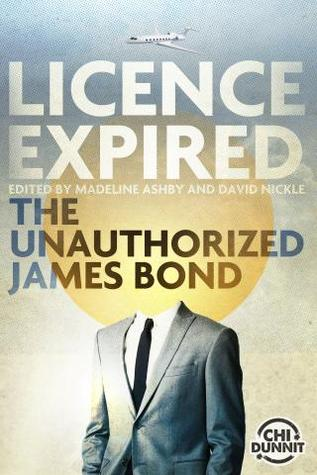 LICENCE
EXPIRED
EDITED BY MADELINE ASHBY AND DAVID NICKLE
THE
UNAUTHORIZED
JAMES BOND
CHI
DUNNIT